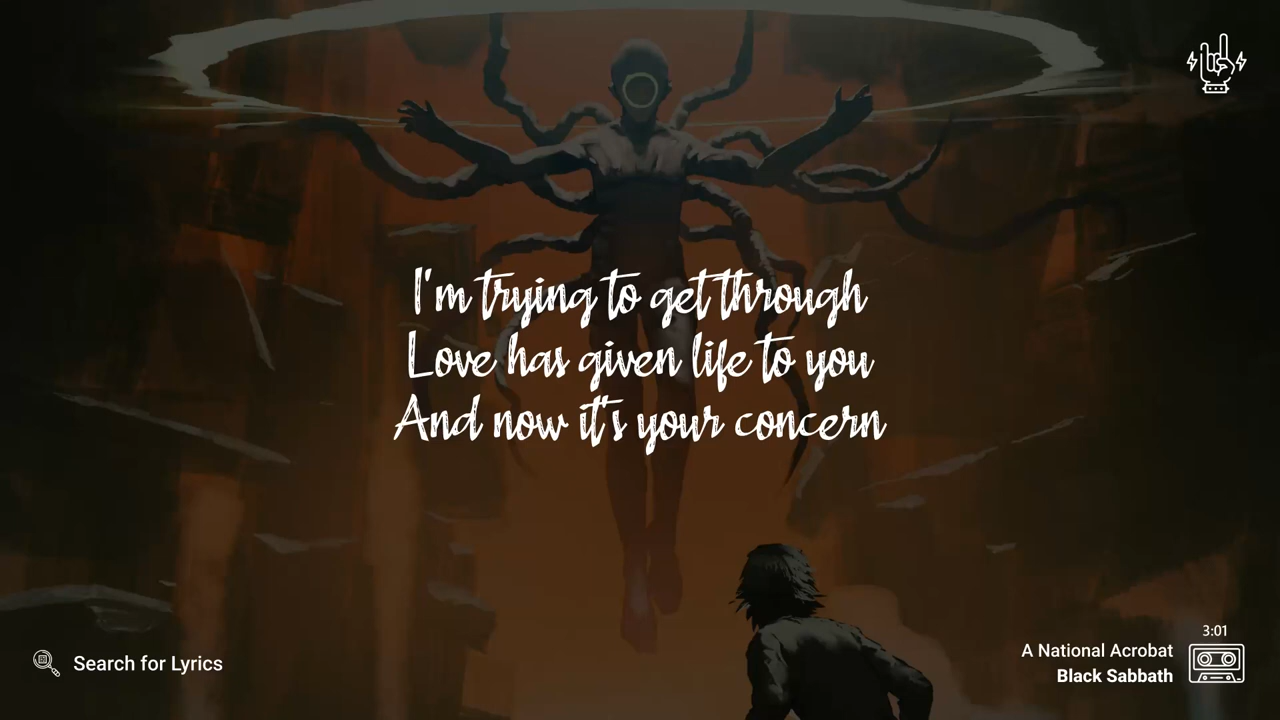 I'm trying to get through
Love has given life to you
And now it's your concern
Search for Lyrics
3:01
A National Acrobat
Black Sabbath